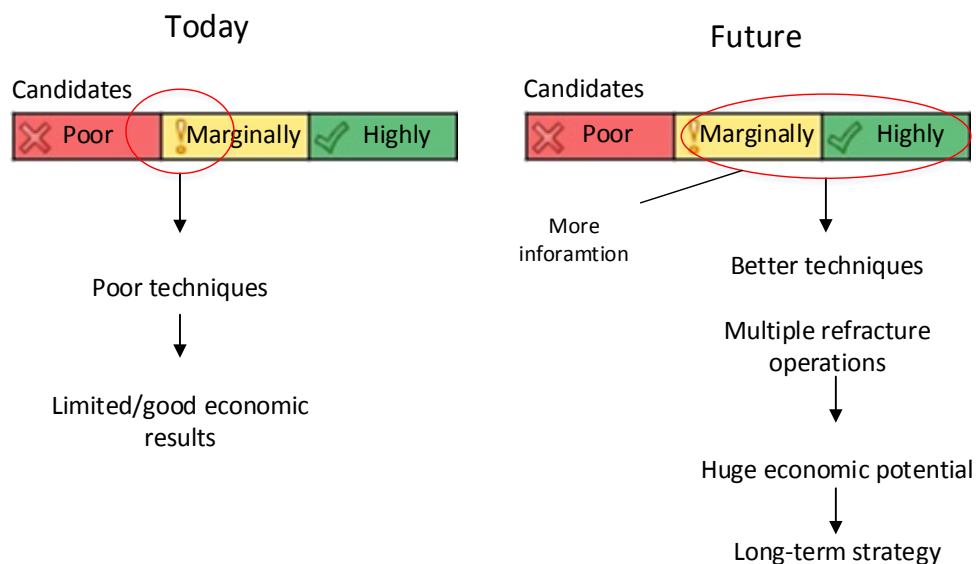 Today
Candidates
Poor
Marginally
Highly
Poor techniques
Limited/good economic
results
Future
Candidates
Poor
Marginally
Highly
More
inforamtion
Better techniques
Multiple refracture
operations
Huge economic potential
Long-term strategy